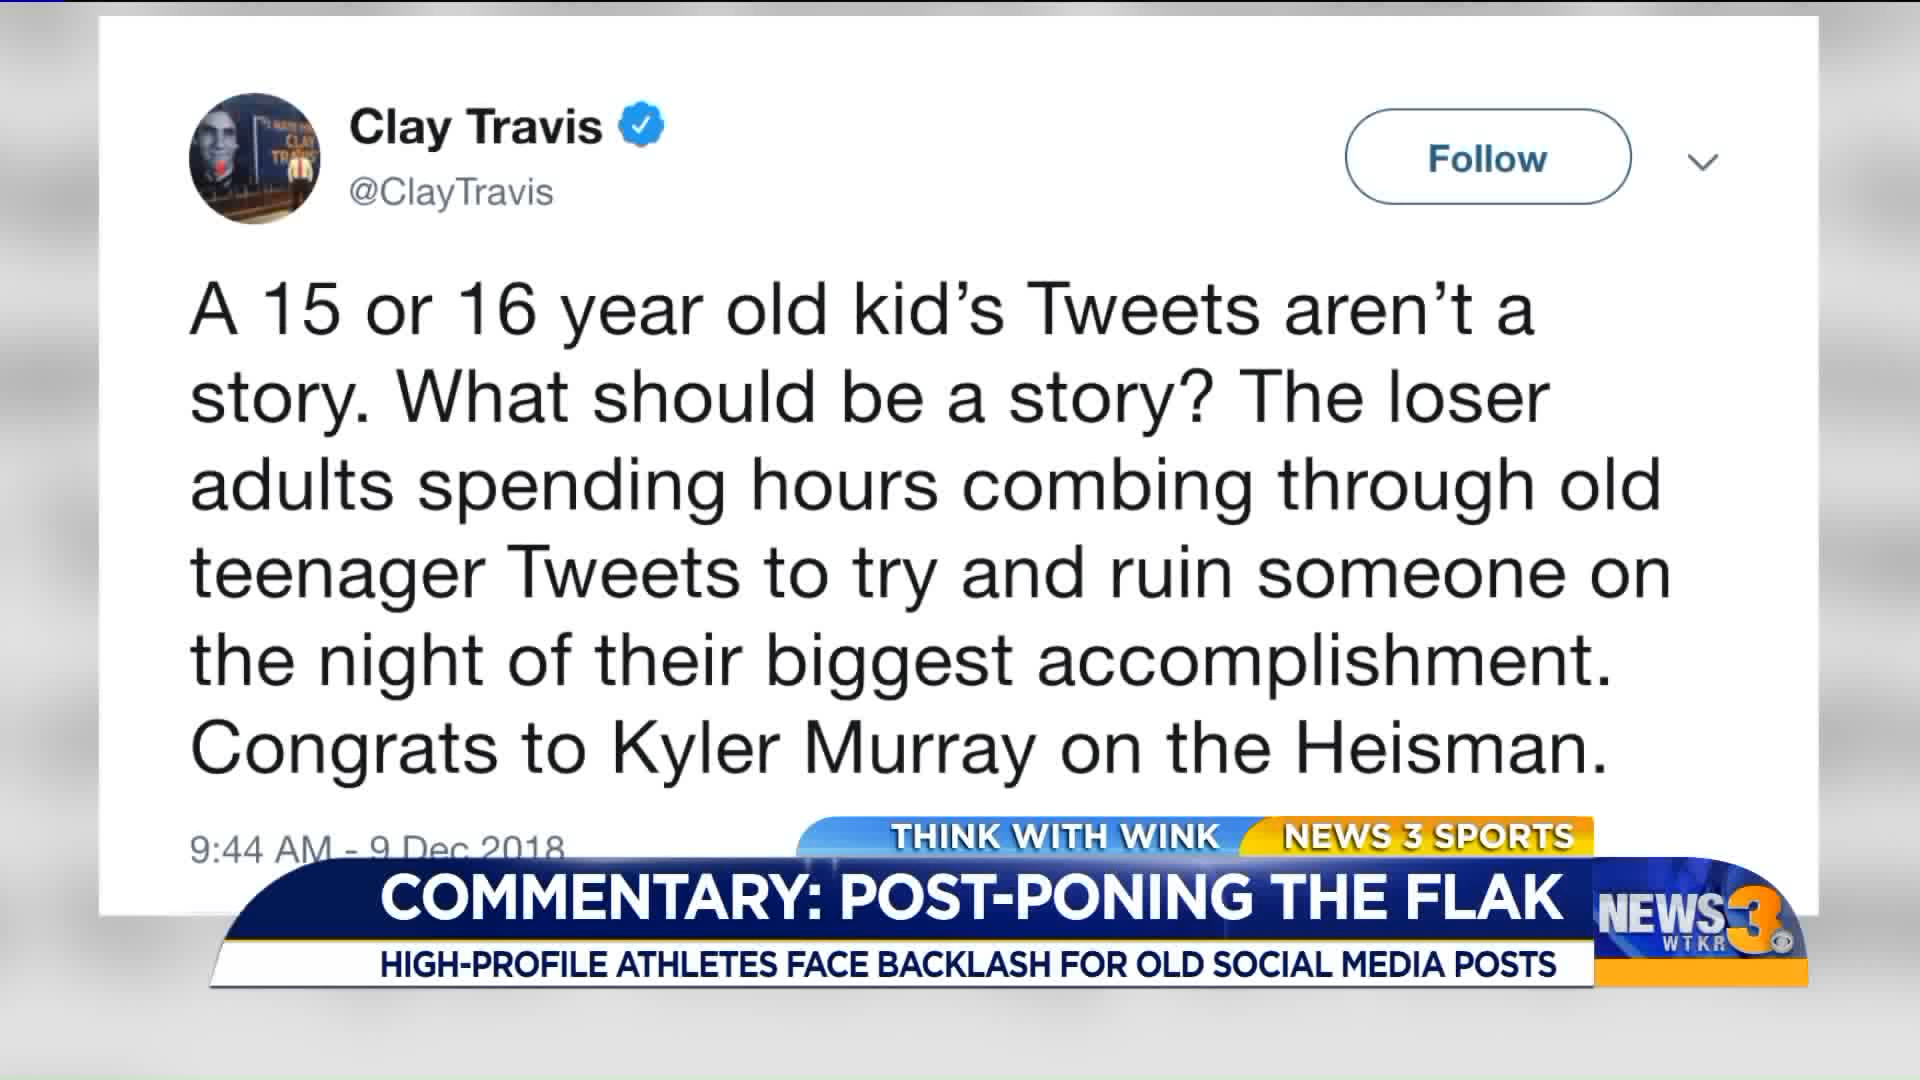 Clay Travis
@ClayTravis
Follow
A 15 or 16 year old kid's Tweets aren't a
story. What should be a story? The loser
adults spending hours combing through old
teenager Tweets to try and ruin someone on
the night of their biggest accomplishment.
Congrats to Kyler Murray on the Heisman.
9:44 AM - 9 Dec 2018
THINK WITH WINK NEWS 3 SPORTS
COMMENTARY: POST-PONING THE FLAK
HIGH-PROFILE ATHLETES FACE BACKLASH FOR OLD SOCIAL MEDIA POSTS
NEWS 3
WTKR